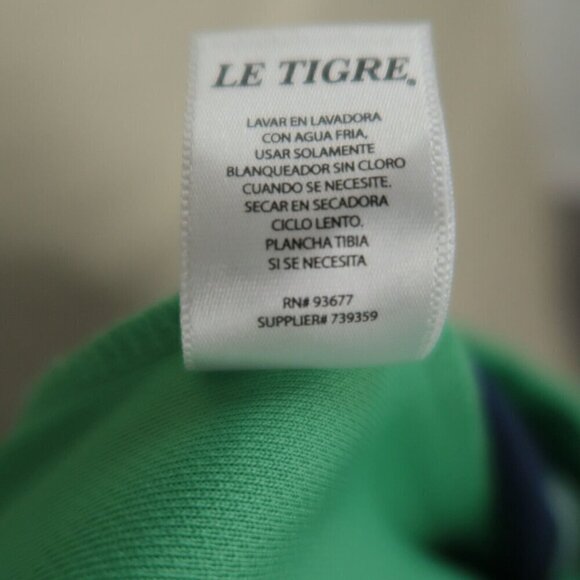 LE TIGRE®
LAVAR EN LAVADORA
CON AGUA FRIA,
USAR SOLAMENTE
BLANQUEADOR SIN CLORO
CUANDO SE NECESITE.
SECAR EN SECADORA
CICLO LENTO.
PLANCHA TIBIA
SI SE NECESITA
RN# 93677
SUPPLIER# 739359